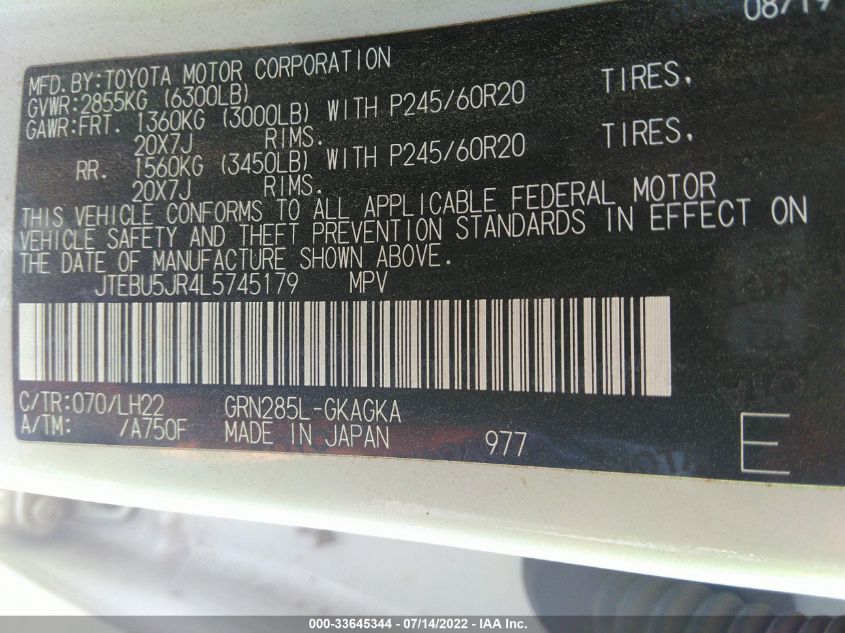 08/19
MFD. BY: TOYOTA MOTOR CORPORATION
GVWR: 2855KG (6300LB)
GAWR: FRT. 1360KG (3000LB) WITH P245/60R20 TIRES,
20X7J RIMS.
RR. 1560KG (3450LB) WITH P245/60R20 TIRES,
20X7J RIMS.
THIS VEHICLE CONFORMS TO ALL APPLICABLE FEDERAL MOTOR
VEHICLE SAFETY AND THEFT PREVENTION STANDARDS IN EFFECT ON
THE DATE OF MANUFACTURE SHOWN ABOVE.
JTEBU5JR4L5745179 MPV
C/TR: 070/LH22 GRN285L-GKAGKA
A/TM: /A750F MADE IN JAPAN 977 E
000-33645344 - 07/14/2022 - IAA Inc.